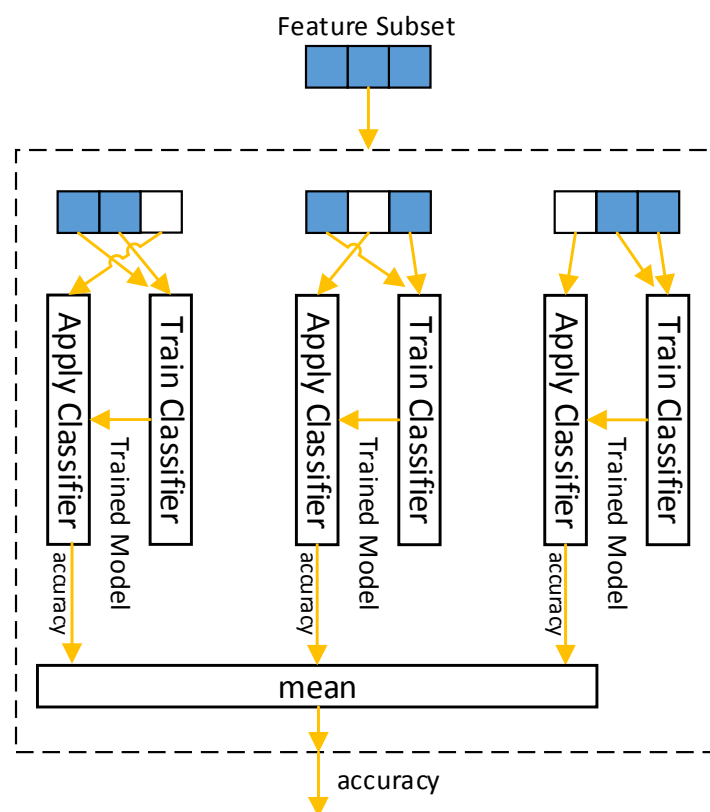 Feature Subset
Apply Classifier
Trained Model
Train Classifier
Apply Classifier
Trained Model
Train Classifier
Apply Classifier
Trained Model
Train Classifier
accuracy
accuracy
accuracy
mean
accuracy